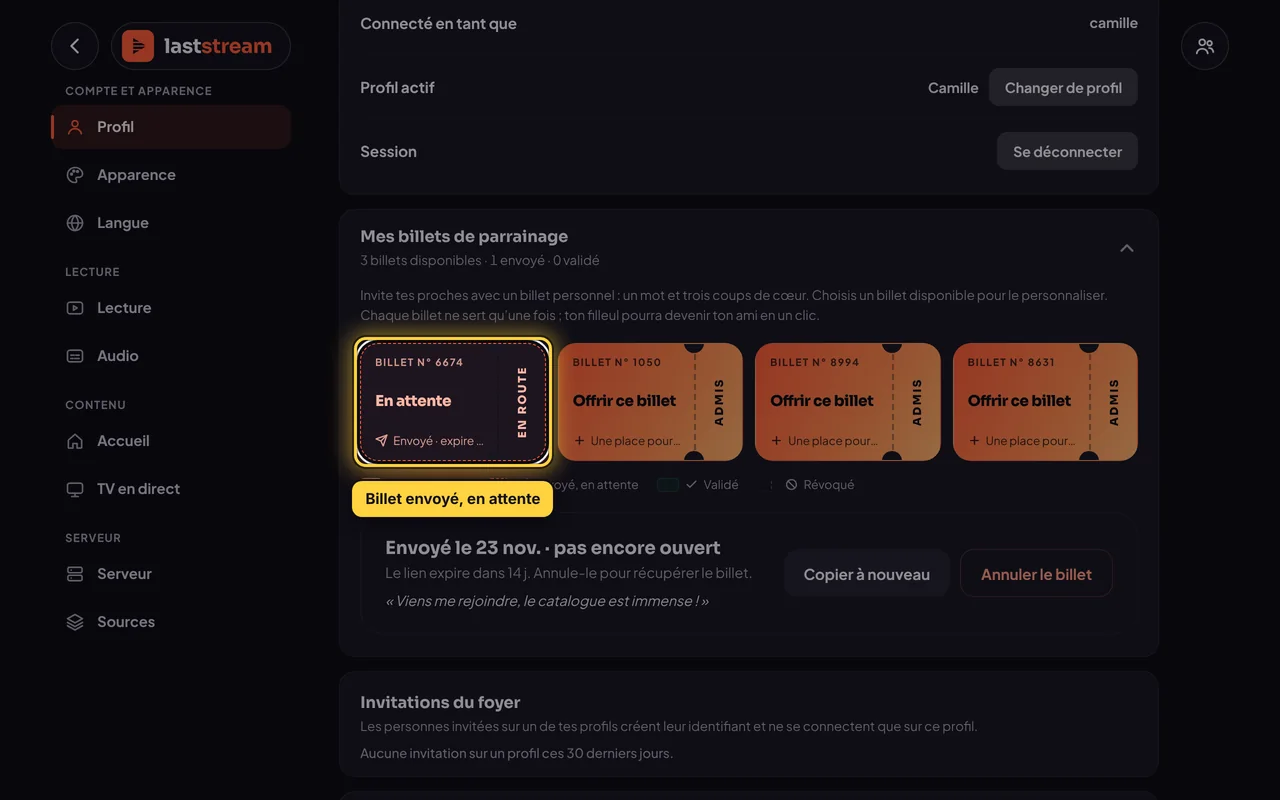 laststream
COMPTE ET APPARENCE
Profil
Apparence
Langue
LECTURE
Lecture
Audio
CONTENU
Accueil
TV en direct
SERVEUR
Serveur
Sources
Connecté en tant que
camille
Profil actif
Camille
Changer de profil
Session
Se déconnecter
Mes billets de parrainage
3 billets disponibles · 1 envoyé · 0 validé
Invite tes proches avec un billet personnel : un mot et trois coups de cœur. Choisis un billet disponible pour le personnaliser.
Chaque billet ne sert qu'une fois ; ton filleul pourra devenir ton ami en un clic.
BILLET N° 6674
En attente
Envoyé · expire ...
EN ROUTE
BILLET N° 1050
Offrir ce billet
Une place pour...
ADMIS
BILLET N° 8994
Offrir ce billet
Une place pour...
ADMIS
BILLET N° 8631
Offrir ce billet
Une place pour...
ADMIS
en attente
Validé
Révoqué
Billet envoyé, en attente
Envoyé le 23 nov. · pas encore ouvert
Le lien expire dans 14 j. Annule-le pour récupérer le billet.
« Viens me rejoindre, le catalogue est immense ! »
Copier à nouveau
Annuler le billet
Invitations du foyer
Les personnes invitées sur un de tes profils créent leur identifiant et ne se connectent que sur ce profil.
Aucune invitation sur un profil ces 30 derniers jours.